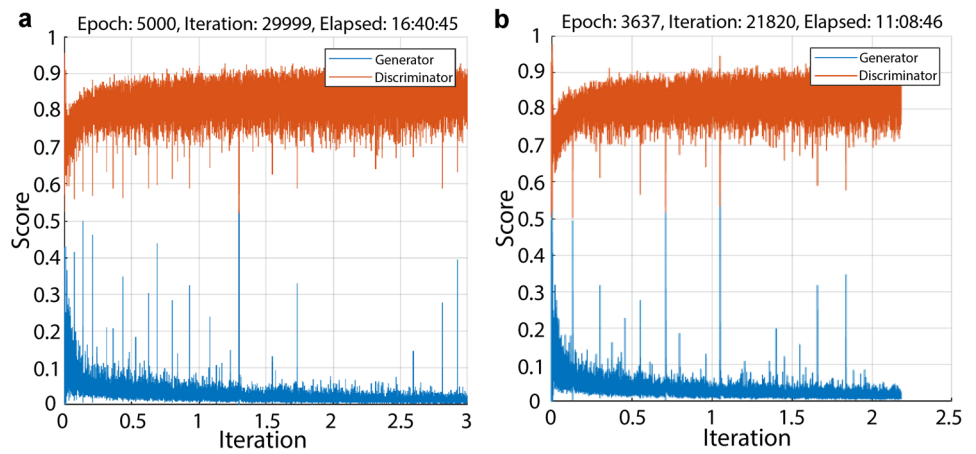 a
Epoch: 5000, Iteration: 29999, Elapsed: 16:40:45
1
0.9
0.8
0.7
0.6
0.5
0.4
0.3
0.2
0.1
0
Score
Generator
Discriminator
0 0.5 1 1.5 2 2.5 3
Iteration
b
Epoch: 3637, Iteration: 21820, Elapsed: 11:08:46
1
0.9
0.8
0.7
0.6
0.5
0.4
0.3
0.2
0.1
0
Score
Generator
Discriminator
0 0.5 1 1.5 2 2.5
Iteration